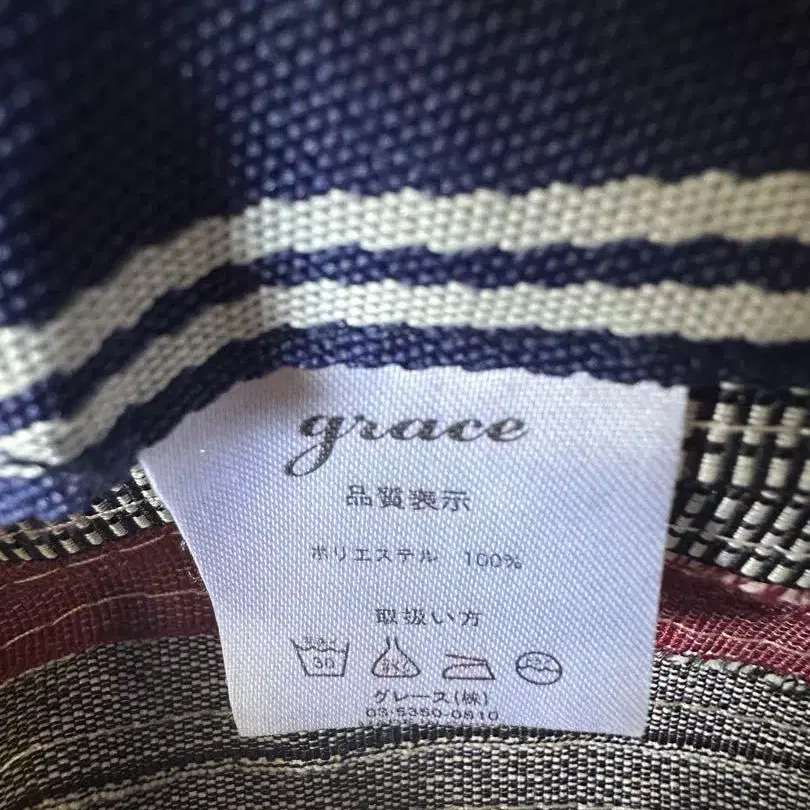 grace
品質表示
ポリエステル 100%
取扱い方
30
グレース(株)
03-5350-0810